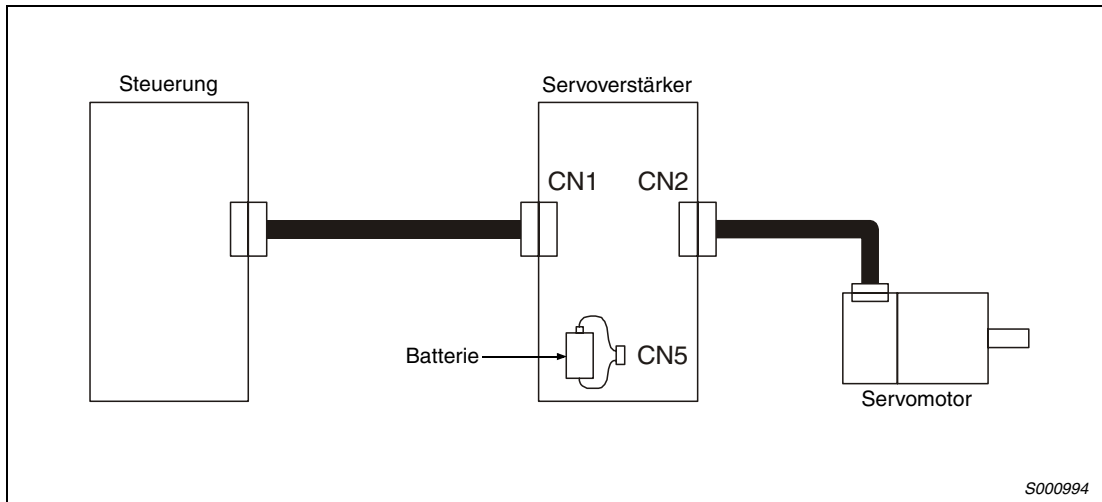 Steuerung
Servoverstärker
CN1
CN2
Batterie
CN5
Servomotor
S000994